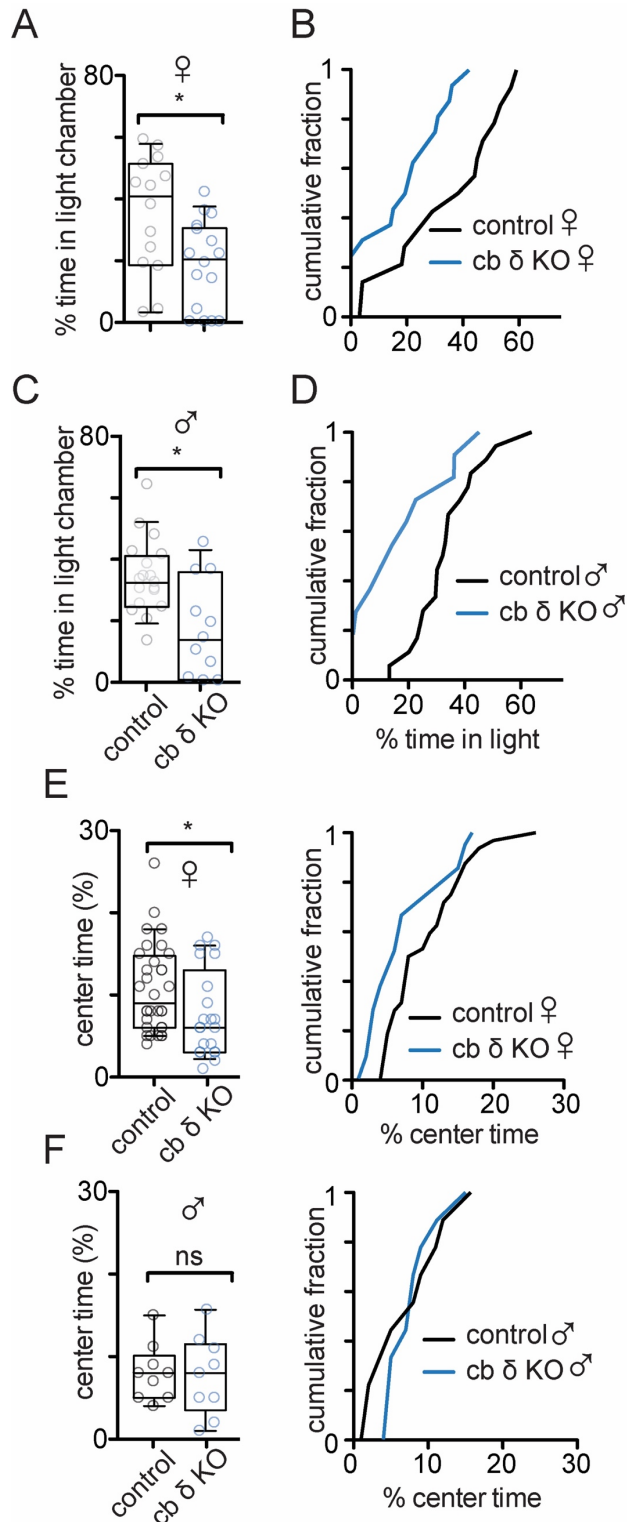 A
% time in light chamber
80
0
♀
*
B
cumulative fraction
1
0
0 20 40 60
control ♀
cb δ KO ♀
C
% time in light chamber
80
0
♂
*
control
cb δ KO
D
cumulative fraction
1
0
0 20 40 60
% time in light
control ♂
cb δ KO ♂
E
center time (%)
30
0
*
♀
control
cb δ KO
cumulative fraction
1
0
0 10 20 30
% center time
control ♀
cb δ KO ♀
F
center time (%)
30
0
♂
ns
control
cb δ KO
cumulative fraction
1
0
0 10 20 30
% center time
control ♂
cb δ KO ♂